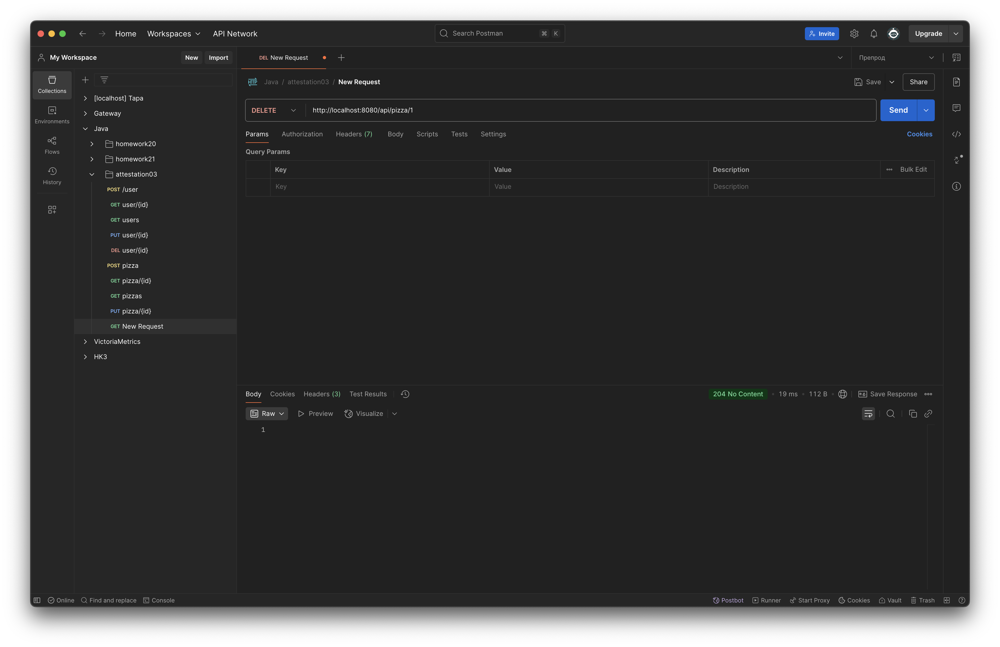 Home Workspaces API Network Search Postman ⌘ K Invite Upgrade
My Workspace New Import DEL New Request Препрод
Collections
Environments
Flows
History
[localhost] Тара
Gateway
Java
homework20
homework21
attestation03
POST /user
GET user/{id}
GET users
PUT user/{id}
DEL user/{id}
POST pizza
GET pizza/{id}
GET pizzas
PUT pizza/{id}
GET New Request
VictoriaMetrics
НКЗ
HTTP Java / attestation03 / New Request Save Share
DELETE http://localhost:8080/api/pizza/1 Send
Params Authorization Headers (7) Body Scripts Tests Settings Cookies
Query Params
Key Value Description Bulk Edit
Key Value Description
Body Cookies Headers (3) Test Results 204 No Content 19 ms 112 B e.g. Save Response
Raw Preview Visualize
1
Online Find and replace Console Postbot Runner Start Proxy Cookies Vault Trash